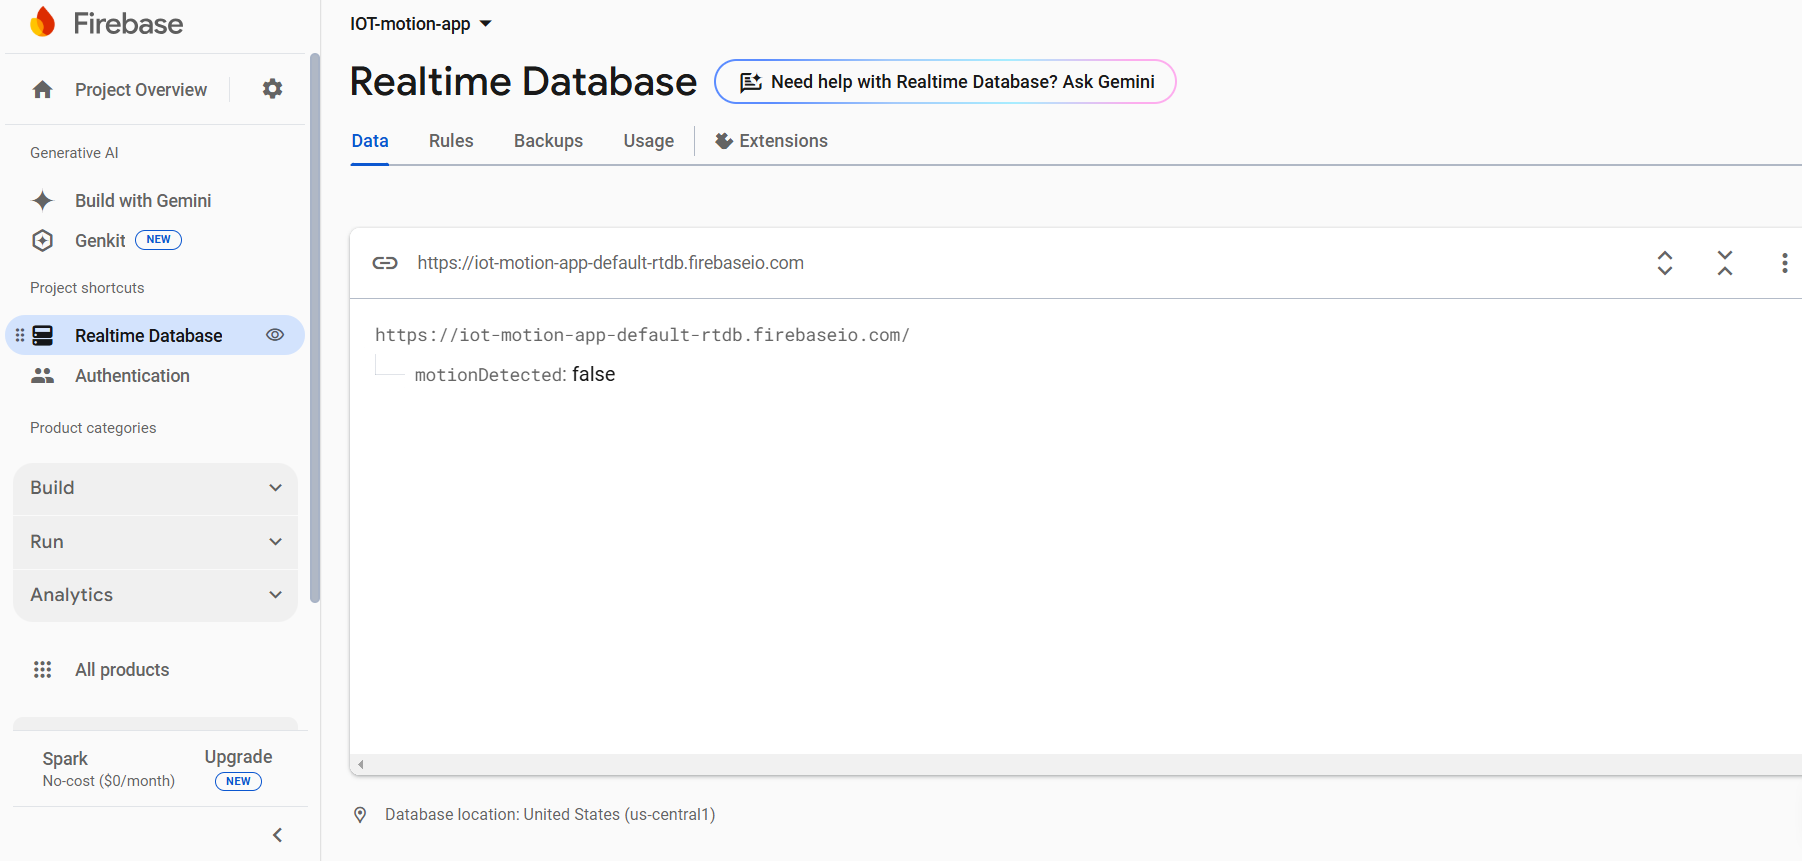 Firebase
Project Overview
Generative AI
Build with Gemini
Genkit NEW
Project shortcuts
Realtime Database
Authentication
Product categories
Build
Run
Analytics
All products
Spark
No-cost ($0/month)
Upgrade
NEW
IOT-motion-app
Realtime Database
Need help with Realtime Database? Ask Gemini
Data Rules Backups Usage Extensions
https://iot-motion-app-default-rtdb.firebaseio.com
https://iot-motion-app-default-rtdb.firebaseio.com/
motionDetected: false
Database location: United States (us-central1)